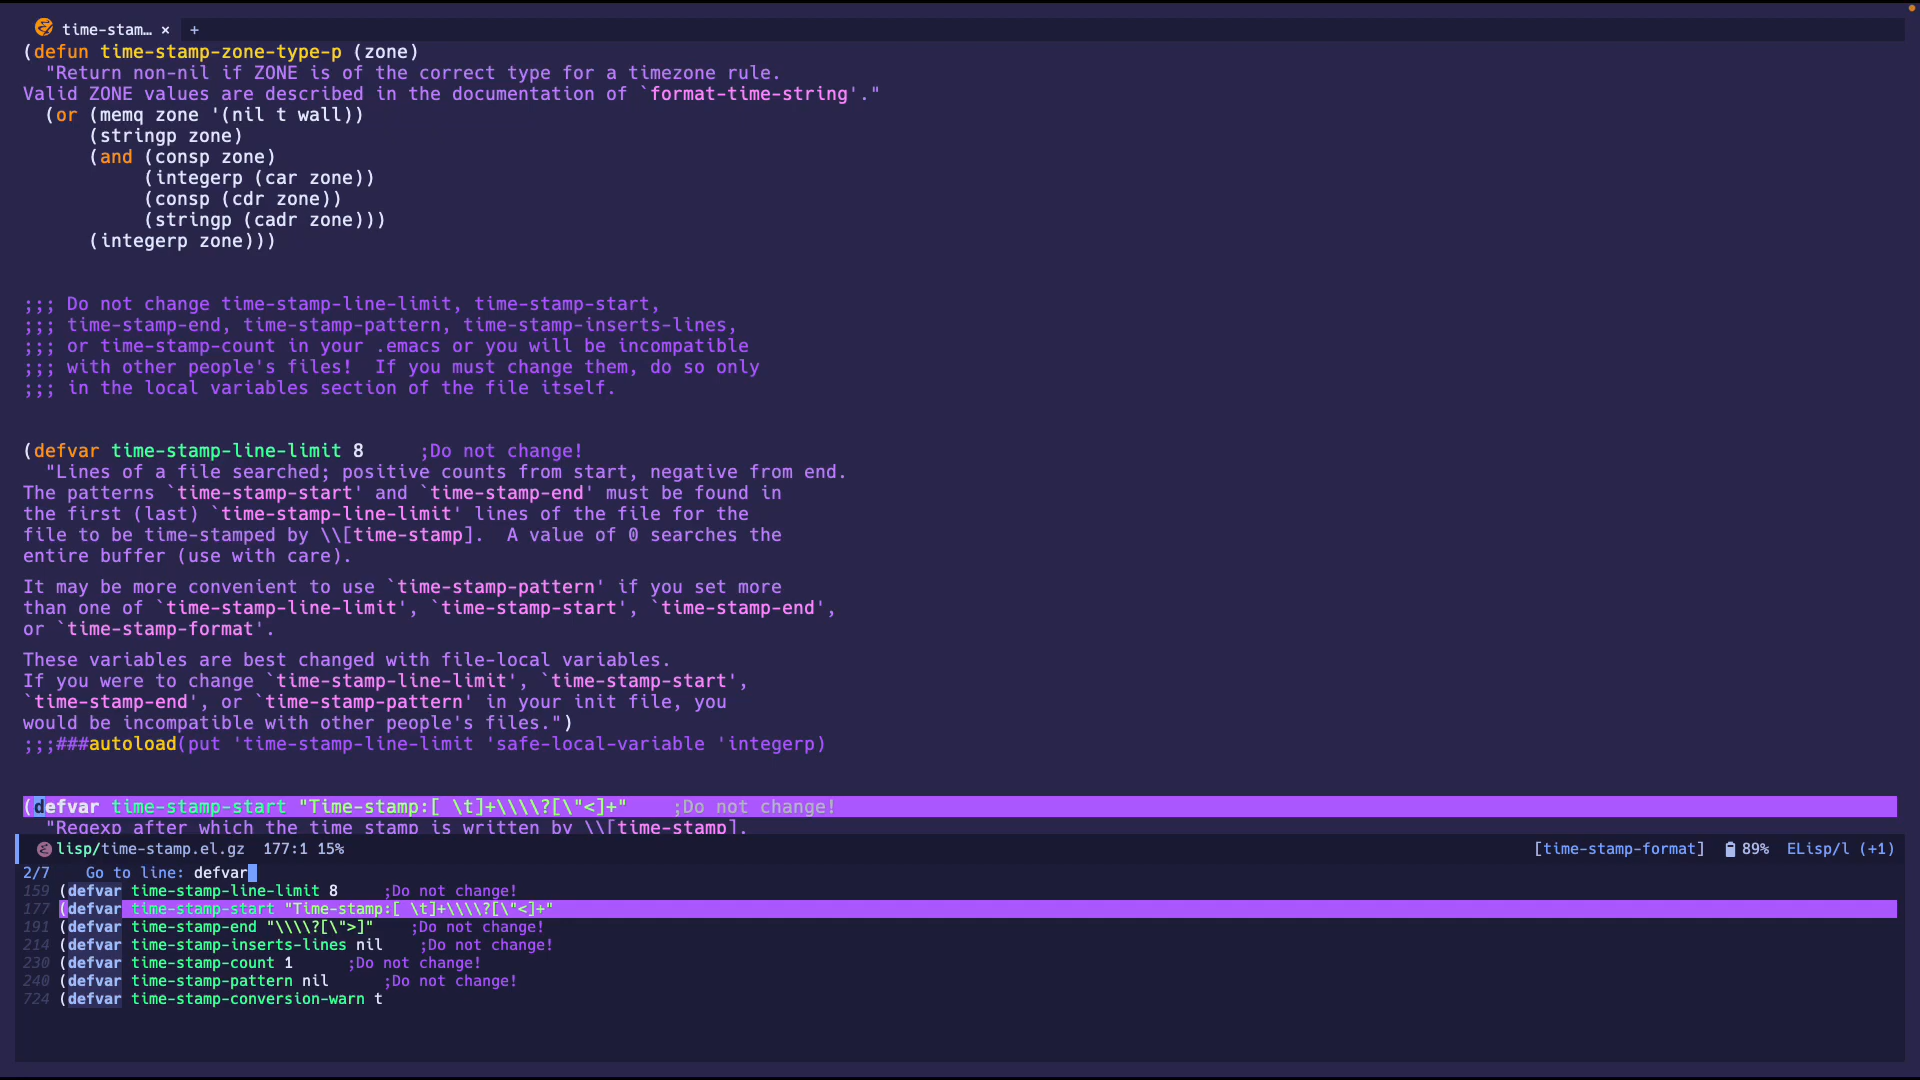 time-stam… × +
(defun time-stamp-zone-type-p (zone)
  "Return non-nil if ZONE is of the correct type for a timezone rule.
Valid ZONE values are described in the documentation of `format-time-string'."
  (or (memq zone '(nil t wall))
      (stringp zone)
      (and (consp zone)
           (integerp (car zone))
           (consp (cdr zone))
           (stringp (cadr zone)))
      (integerp zone)))
;;; Do not change time-stamp-line-limit, time-stamp-start,
;;; time-stamp-end, time-stamp-pattern, time-stamp-inserts-lines,
;;; or time-stamp-count in your .emacs or you will be incompatible
;;; with other people's files!  If you must change them, do so only
;;; in the local variables section of the file itself.
(defvar time-stamp-line-limit 8     ;Do not change!
  "Lines of a file searched; positive counts from start, negative from end.
The patterns `time-stamp-start' and `time-stamp-end' must be found in
the first (last) `time-stamp-line-limit' lines of the file for the
file to be time-stamped by \\[time-stamp].  A value of 0 searches the
entire buffer (use with care).
It may be more convenient to use `time-stamp-pattern' if you set more
than one of `time-stamp-line-limit', `time-stamp-start', `time-stamp-end',
or `time-stamp-format'.
These variables are best changed with file-local variables.
If you were to change `time-stamp-line-limit', `time-stamp-start',
`time-stamp-end', or `time-stamp-pattern' in your init file, you
would be incompatible with other people's files.")
;;;###autoload(put 'time-stamp-line-limit 'safe-local-variable 'integerp)
(defvar time-stamp-start "Time-stamp:[ \t]+\\\\?[\"<]+"    ;Do not change!
  "Regexp after which the time stamp is written by \\[time-stamp].
lisp/time-stamp.el.gz  177:1 15%  [time-stamp-format]  89%  ELisp/l (+1)
2/7   Go to line: defvar
159 (defvar time-stamp-line-limit 8     ;Do not change!
177 (defvar time-stamp-start "Time-stamp:[ \t]+\\\\?[\"<]+"
191 (defvar time-stamp-end "\\\\?[\">]"    ;Do not change!
214 (defvar time-stamp-inserts-lines nil    ;Do not change!
230 (defvar time-stamp-count 1      ;Do not change!
240 (defvar time-stamp-pattern nil      ;Do not change!
724 (defvar time-stamp-conversion-warn t